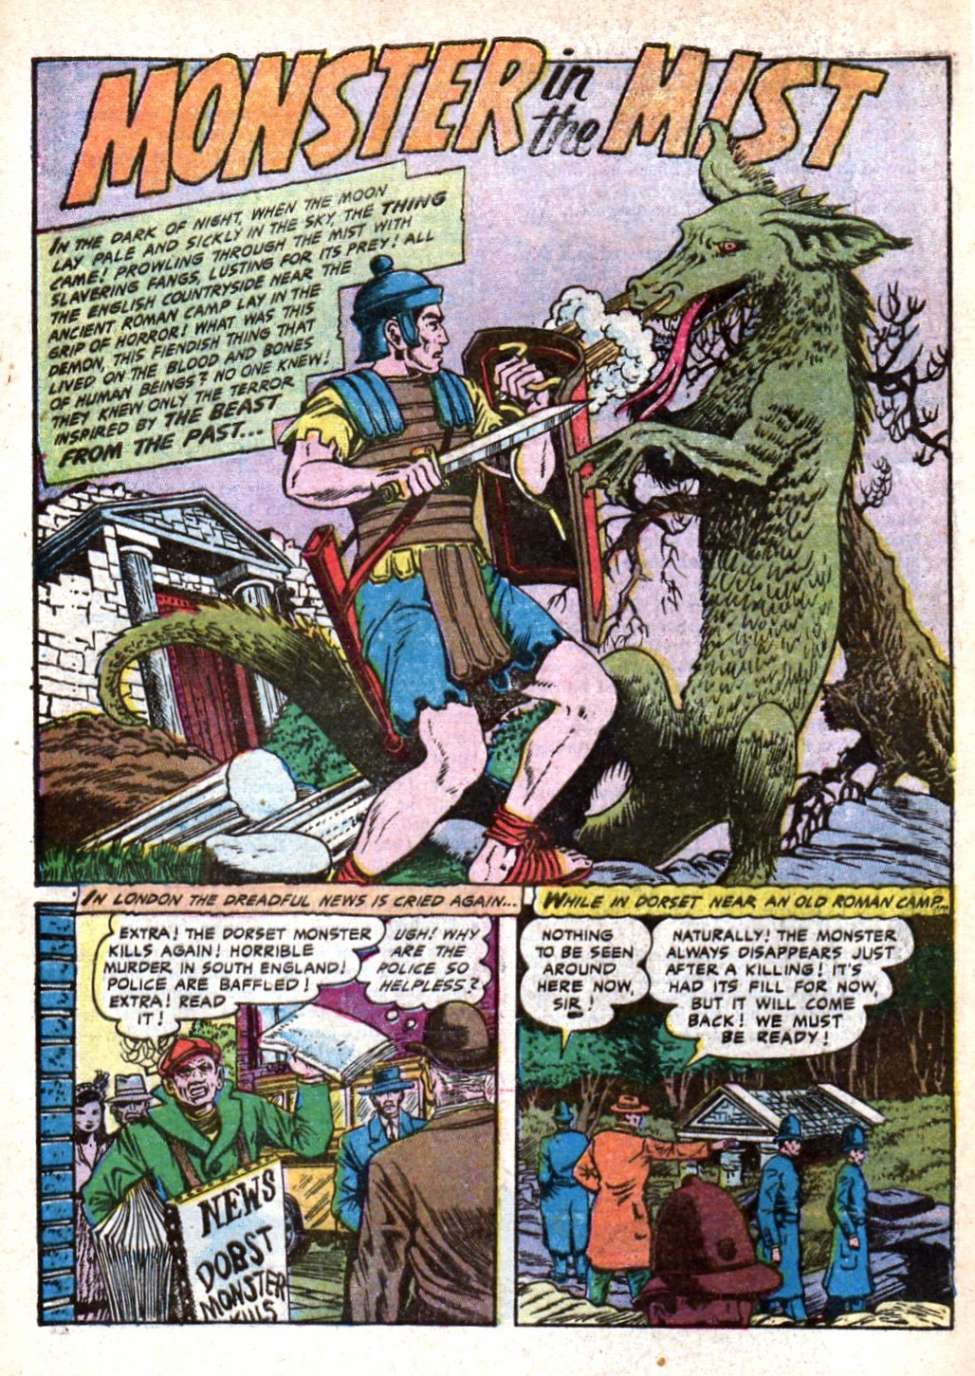 MONSTER in the MIST
IN THE DARK OF NIGHT, WHEN THE MOON
LAY PALE AND SICKLY IN THE SKY, THE THING
CAME! PROWLING THROUGH THE MIST WITH
SLAVERING FANGS, LUSTING FOR ITS PREY! ALL
THE ENGLISH COUNTRYSIDE NEAR THE
ANCIENT ROMAN CAMP LAY IN THE
GRIP OF HORROR! WHAT WAS THIS
DEMON, THIS FIENDISH THING THAT
LIVED ON THE BLOOD AND BONES
OF HUMAN BEINGS? NO ONE KNEW!
THEY KNEW ONLY THE TERROR
INSPIRED BY THE BEAST
FROM THE PAST...
IN LONDON THE DREADFUL NEWS IS CRIED AGAIN...
EXTRA! THE DORSET MONSTER
KILLS AGAIN! HORRIBLE
MURDER IN SOUTH ENGLAND!
POLICE ARE BAFFLED!
EXTRA! READ
IT!
UGH! WHY
ARE THE
POLICE SO
HELPLESS?
NEWS
DOBST
MONSTER
KILLS
WHILE IN DORSET NEAR AN OLD ROMAN CAMP...
NOTHING
TO BE SEEN
AROUND
HERE NOW,
SIR!
NATURALLY! THE MONSTER
ALWAYS DISAPPEARS JUST
AFTER A KILLING! IT'S
HAD ITS FILL FOR NOW,
BUT IT WILL COME
BACK! WE MUST
BE READY!